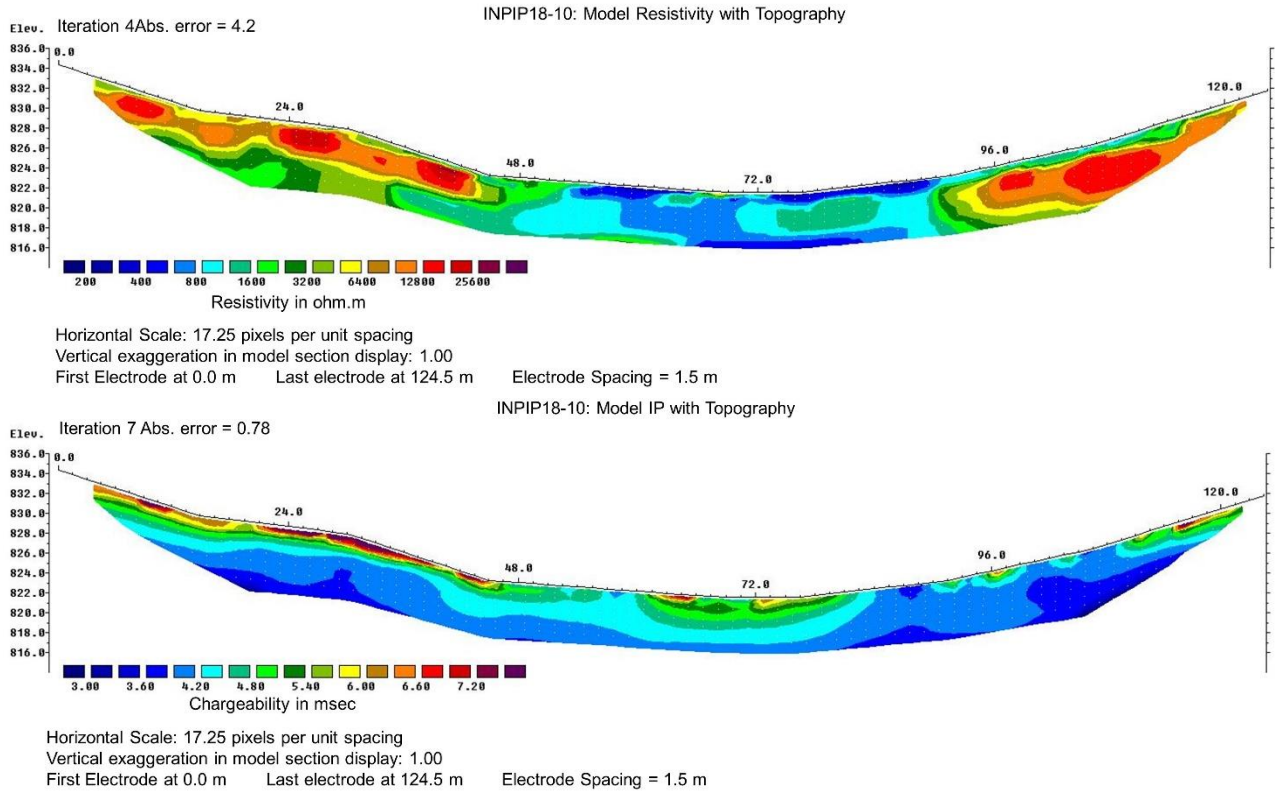 INPIP18-10: Model Resistivity with Topography
Elev. Iteration 4Abs. error = 4.2
836.0
0.0
834.0
832.0
120.0
830.0
24.0
828.0
826.0
96.0
824.0
48.0
822.0
72.0
820.0
818.0
816.0
200 400 800 1600 3200 6400 12800 25600
Resistivity in ohm.m
Horizontal Scale: 17.25 pixels per unit spacing
Vertical exaggeration in model section display: 1.00
First Electrode at 0.0 m Last electrode at 124.5 m Electrode Spacing = 1.5 m
INPIP18-10: Model IP with Topography
Elev. Iteration 7 Abs. error = 0.78
836.0
0.0
834.0
832.0
120.0
830.0
24.0
828.0
826.0
96.0
824.0
48.0
822.0
72.0
820.0
818.0
816.0
3.00 3.60 4.20 4.80 5.40 6.00 6.60 7.20
Chargeability in msec
Horizontal Scale: 17.25 pixels per unit spacing
Vertical exaggeration in model section display: 1.00
First Electrode at 0.0 m Last electrode at 124.5 m Electrode Spacing = 1.5 m